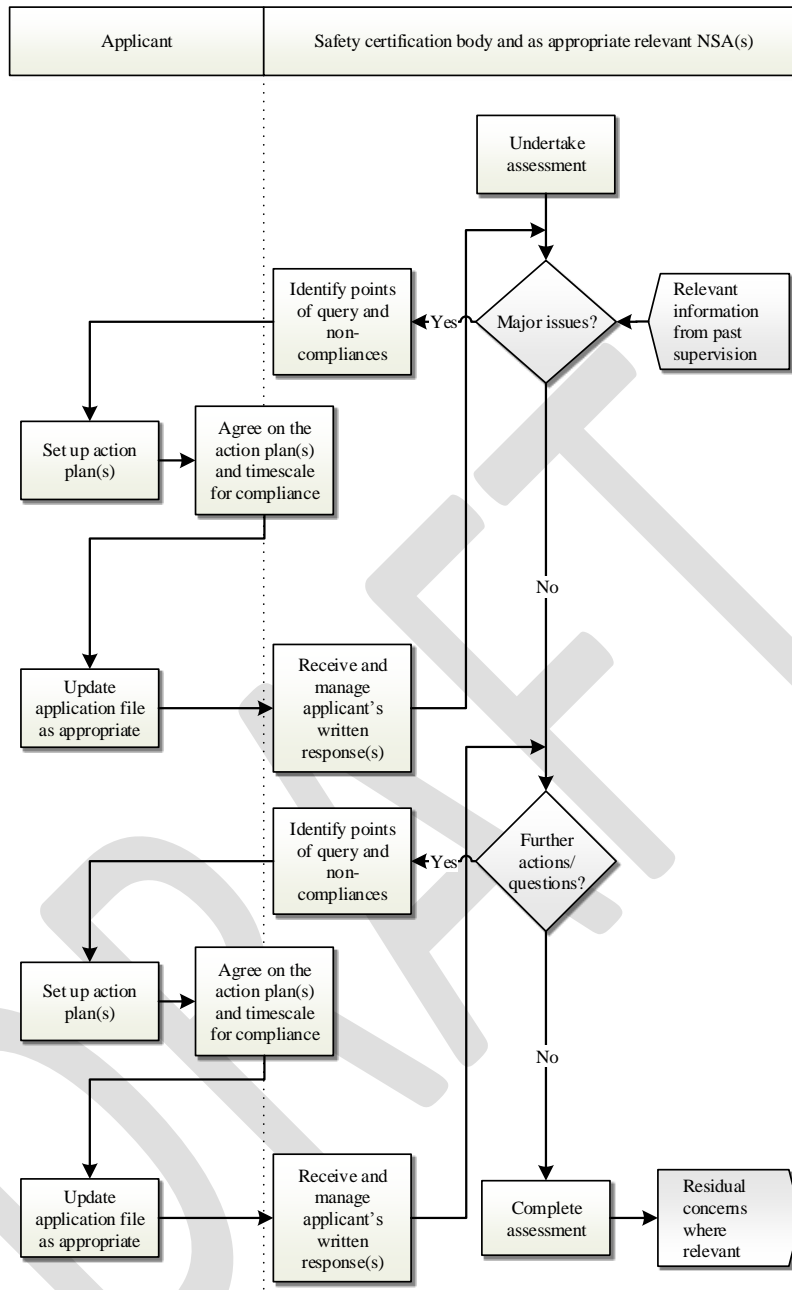 Applicant
Safety certification body and as appropriate relevant NSA(s)
Undertake
assessment
Identify points
of query and
non-
compliances
Yes
Major issues?
Relevant
information
from past
supervision
Set up action
plan(s)
Agree on the
action plan(s)
and timescale
for compliance
No
Update
application file
as appropriate
Receive and
manage
applicant's
written
response(s)
Identify points
of query and
non-
compliances
Yes
Further
actions/
questions?
Set up action
plan(s)
Agree on the
action plan(s)
and timescale
for compliance
No
Update
application file
as appropriate
Receive and
manage
applicant's
written
response(s)
Complete
assessment
Residual
concerns
where
relevant
DRAFT